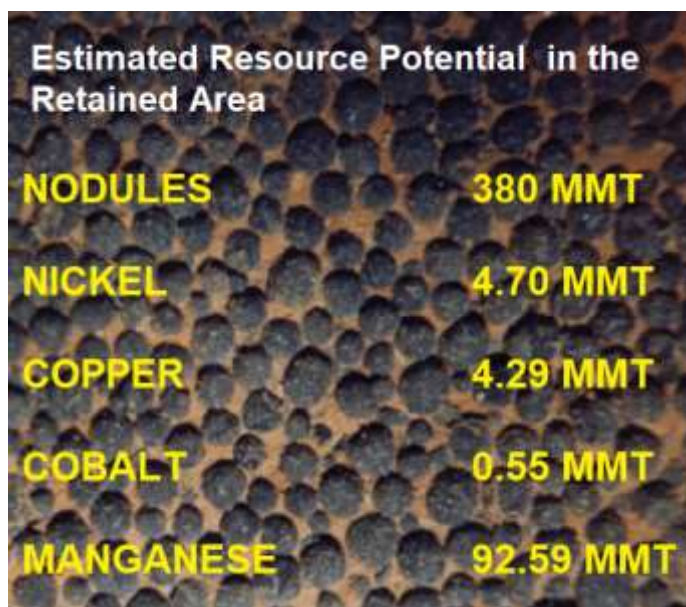 Estimated Resource Potential in the
Retained Area
NODULES 380 MMT
NICKEL 4.70 MMT
COPPER 4.29 MMT
COBALT 0.55 MMT
MANGANESE 92.59 MMT